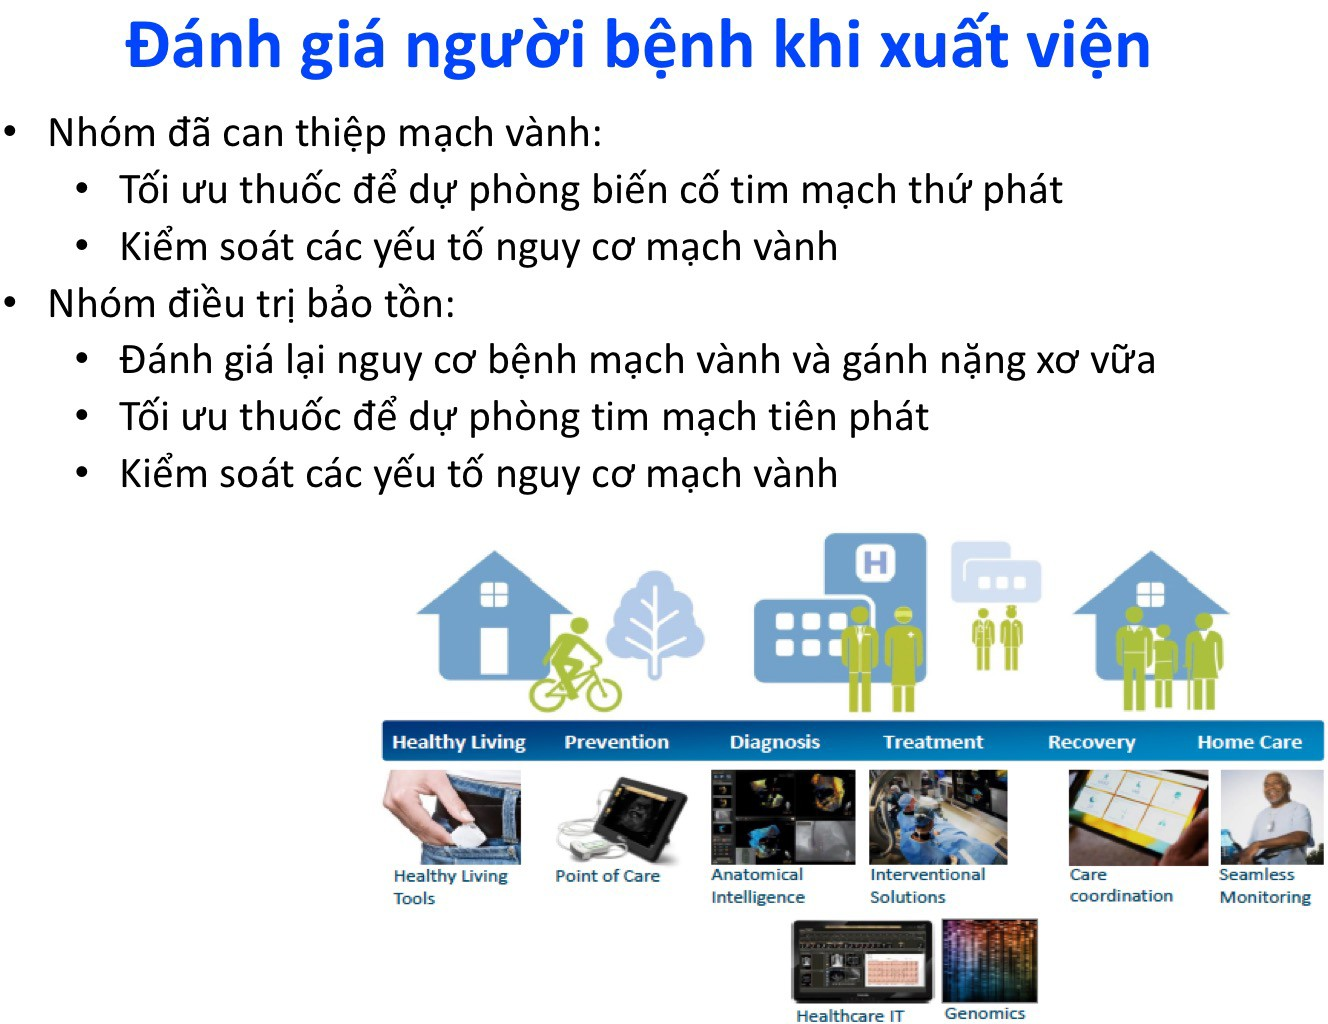 Đánh giá người bệnh khi xuất viện
• Nhóm đã can thiệp mạch vành:
• Tối ưu thuốc để dự phòng biến cố tim mạch thứ phát
• Kiểm soát các yếu tố nguy cơ mạch vành
• Nhóm điều trị bảo tồn:
• Đánh giá lại nguy cơ bệnh mạch vành và gánh nặng xơ vữa
• Tối ưu thuốc để dự phòng tim mạch tiên phát
• Kiểm soát các yếu tố nguy cơ mạch vành
H
Healthy Living Prevention Diagnosis Treatment Recovery Home Care
Healthy Living
Tools
Point of Care
Anatomical
Intelligence
Interventional
Solutions
Care
coordination
Seamless
Monitoring
Healthcare IT
Genomics